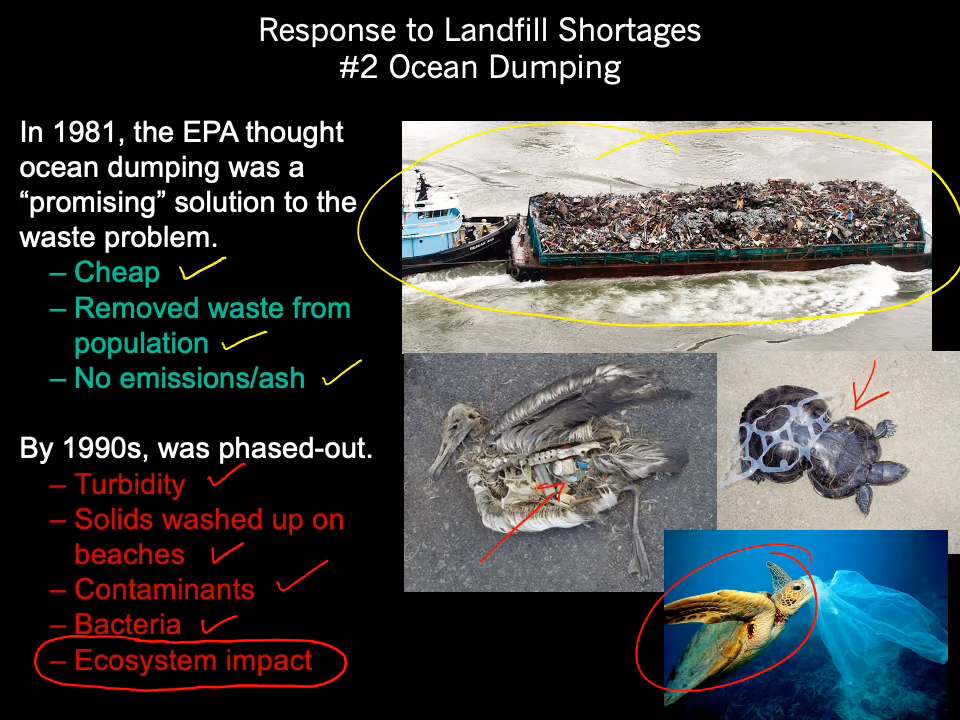 Response to Landfill Shortages
#2 Ocean Dumping
In 1981, the EPA thought
ocean dumping was a
“promising” solution to the
waste problem.
– Cheap
– Removed waste from
population
– No emissions/ash
By 1990s, was phased-out.
– Turbidity
– Solids washed up on
beaches
– Contaminants
– Bacteria
– Ecosystem impact